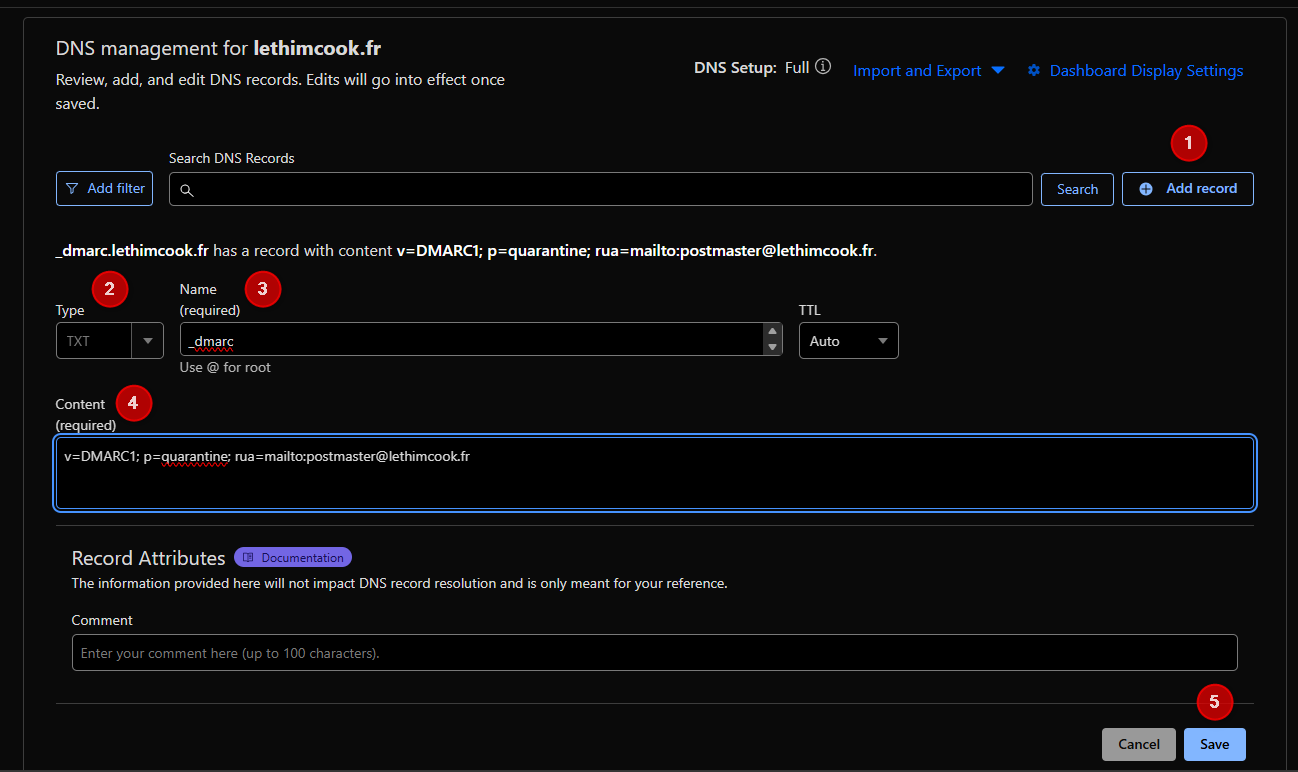 DNS management for lethimcook.fr
Review, add, and edit DNS records. Edits will go into effect once
saved.
DNS Setup: Full
Import and Export
Dashboard Display Settings
1
Search DNS Records
Add filter
Search
Add record
_dmarc.lethimcook.fr has a record with content v=DMARC1; p=quarantine; rua=mailto:postmaster@lethimcook.fr.
2
3
Type
Name
(required)
TTL
TXT
_dmarc
Auto
Use @ for root
Content
(required)
4
v=DMARC1; p=quarantine; rua=mailto:postmaster@lethimcook.fr
Record Attributes
Documentation
The information provided here will not impact DNS record resolution and is only meant for your reference.
Comment
Enter your comment here (up to 100 characters).
5
Cancel
Save